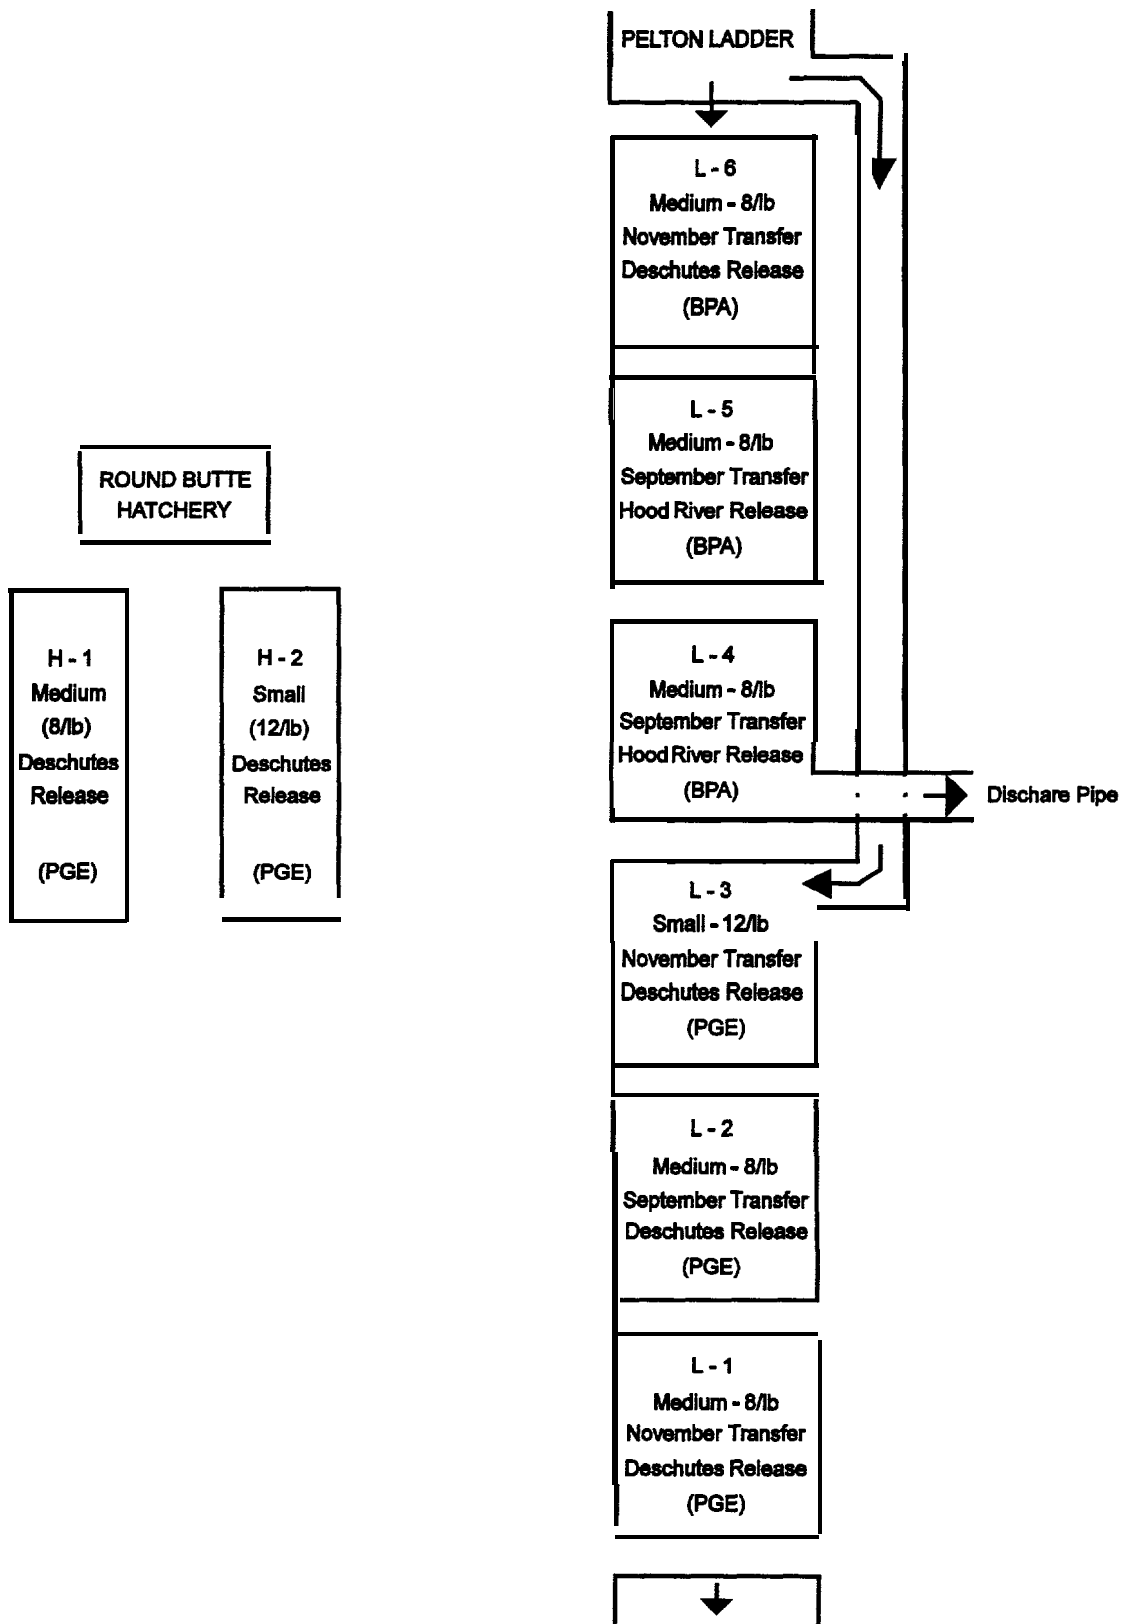 PELTON LADDER
L - 6
Medium - 8/lb
November Transfer
Deschutes Release
(BPA)
L - 5
Medium - 8/lb
September Transfer
Hood River Release
(BPA)
ROUND BUTTE
HATCHERY
H - 1
Medium
(8/lb)
Deschutes
Release
(PGE)
H - 2
Small
(12/lb)
Deschutes
Release
(PGE)
L - 4
Medium - 8/lb
September Transfer
Hood River Release
(BPA)
Dischare Pipe
L - 3
Small - 12/lb
November Transfer
Deschutes Release
(PGE)
L - 2
Medium - 8/lb
September Transfer
Deschutes Release
(PGE)
L - 1
Medium - 8/lb
November Transfer
Deschutes Release
(PGE)